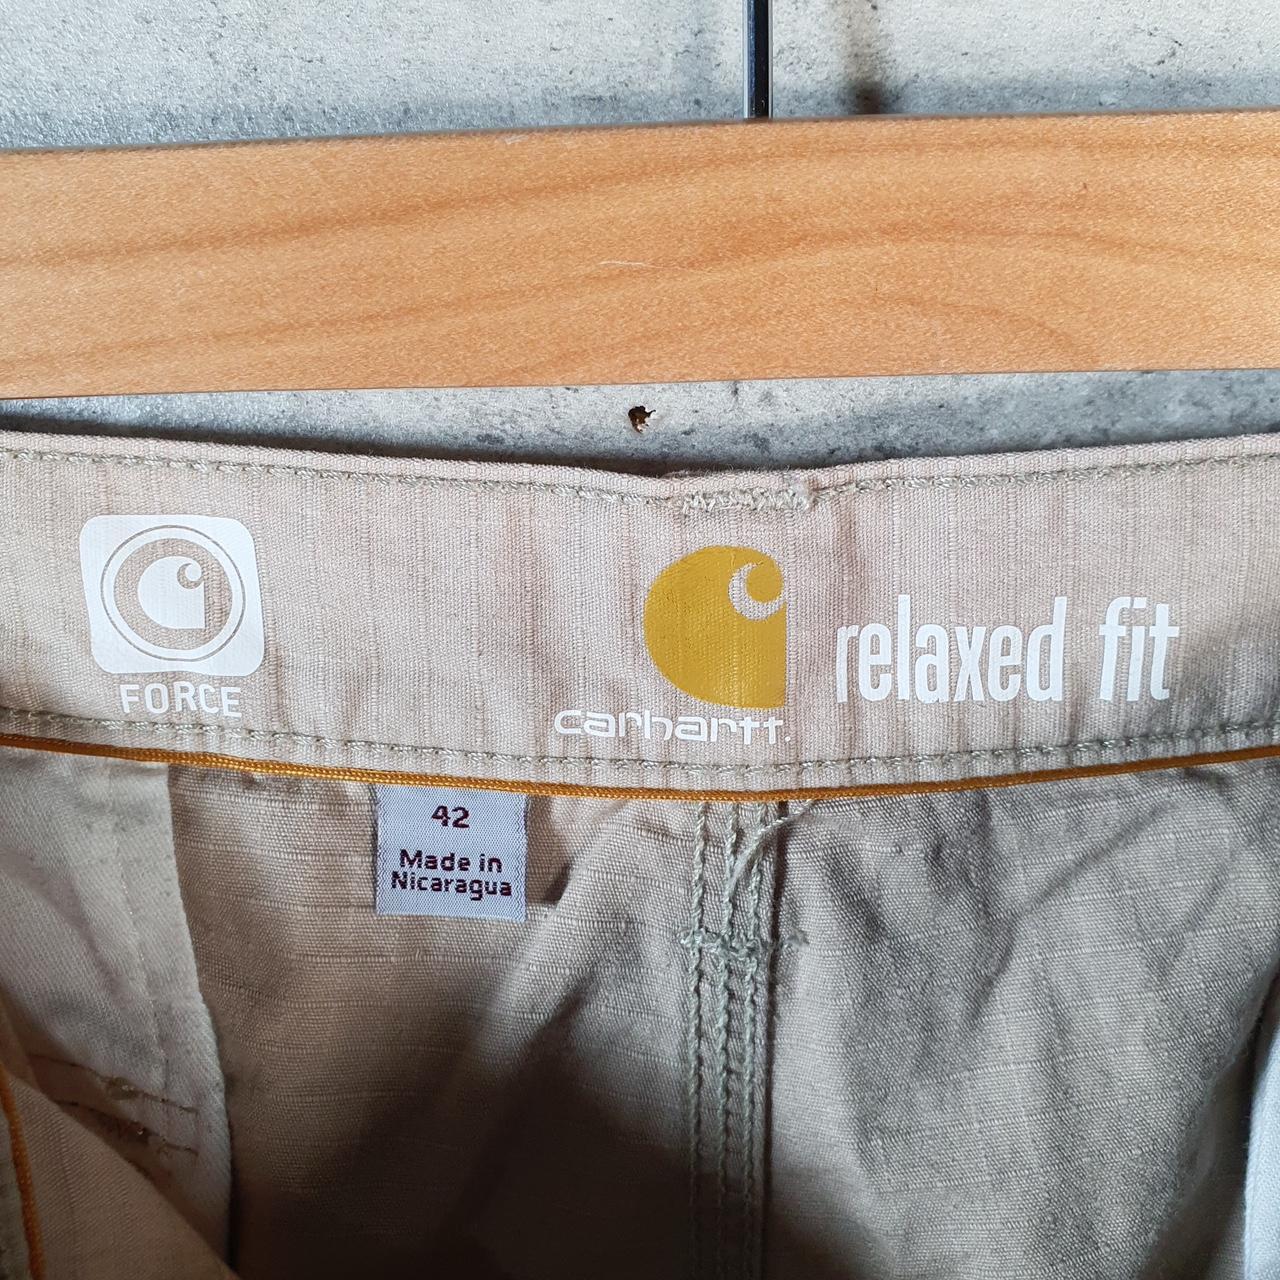 FORCE
carhartt.
relaxed fit
42
Made in
Nicaragua